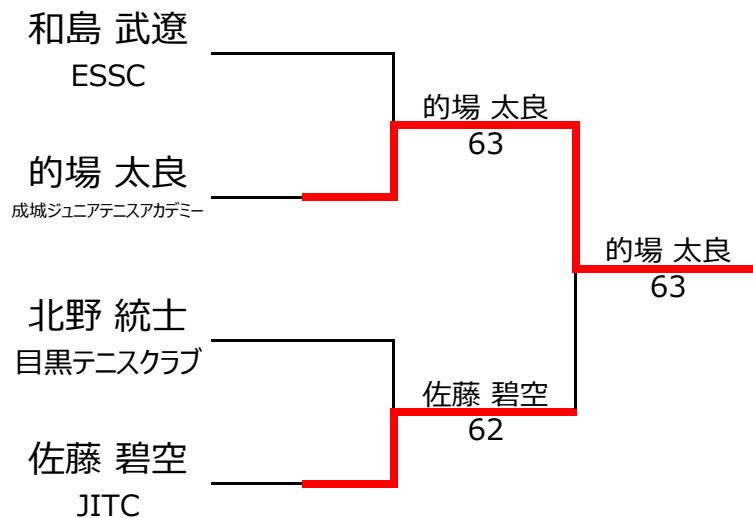 和島 武遼
ESSC
的場 太良
63
的場 太良
成城ジュニアテニスアカデミー
的場 太良
63
北野 統士
目黒テニスクラブ
佐藤 碧空
62
佐藤 碧空
JITC